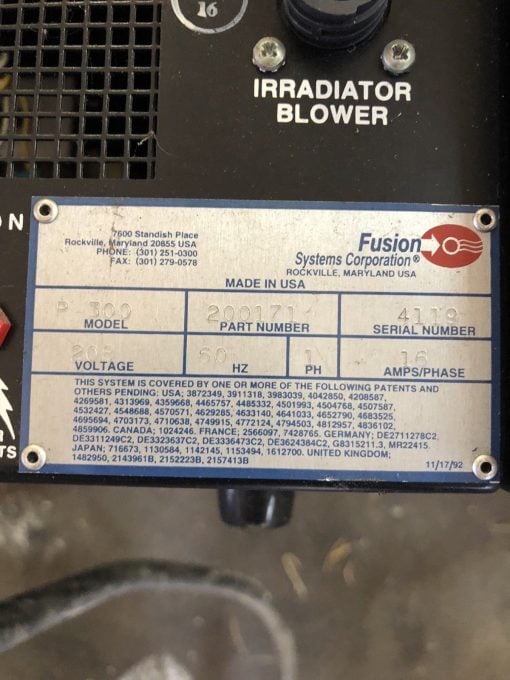 16
IRRADIATOR
BLOWER
ON
7600 Standish Place
Rockville, Maryland 20855 USA
PHONE: (301) 251-0300
FAX: (301) 279-0578
Fusion
Systems Corporation®
ROCKVILLE, MARYLAND USA
MADE IN USA
P 300
MODEL
200171
PART NUMBER
4119
SERIAL NUMBER
VOLTAGE
60
HZ
1
PH
16
AMPS/PHASE
THIS SYSTEM IS COVERED BY ONE OR MORE OF THE FOLLOWING PATENTS AND
OTHERS PENDING: USA; 3872349, 3911318, 3983039, 4042850, 4208587,
4269581, 4313969, 4359668, 4465757, 4485332, 4501993, 4504768, 4507587,
4532427, 4548688, 4570571, 4629285, 4633140, 4641033, 4652790, 4683525,
4695694, 4703173, 4710638, 4749915, 4772124, 4794503, 4812957, 4836102,
4859906. CANADA; 1024246. FRANCE; 2566097, 7428765. GERMANY; DE2711278C2,
DE3311249C2, DE3323637C2, DE3336473C2, DE3624384C2, G8315211.3, MR22415.
JAPAN; 716673, 1130584, 1142145, 1153494, 1612700. UNITED KINGDOM;
1482950, 2143961B, 2152223B, 2157413B
11/17/92